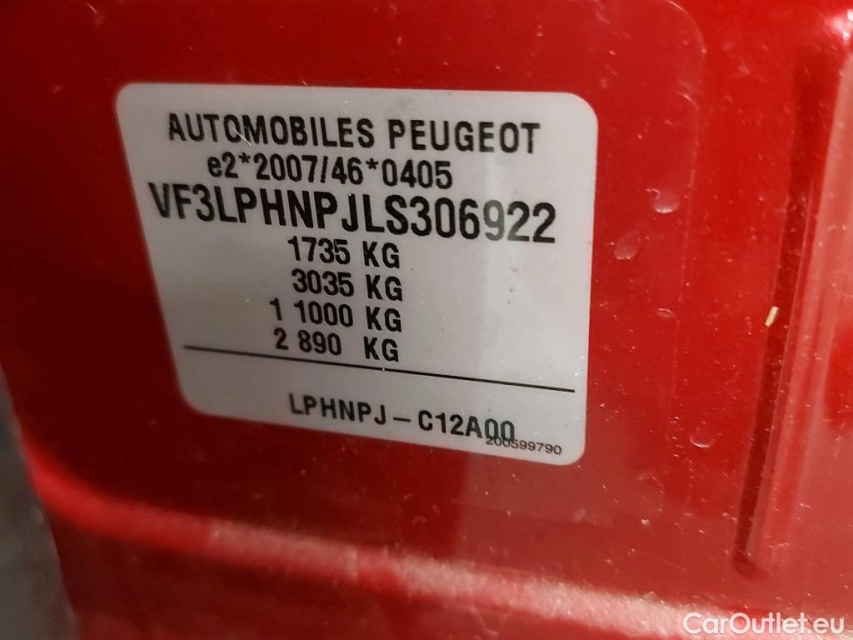 AUTOMOBILES PEUGEOT
e2*2007/46*0405
VF3LPHNPJLS306922
1735 KG
3035 KG
1 1000 KG
2 890 KG
LPHNPJ – C12A00
200599790
CarOutlet.eu